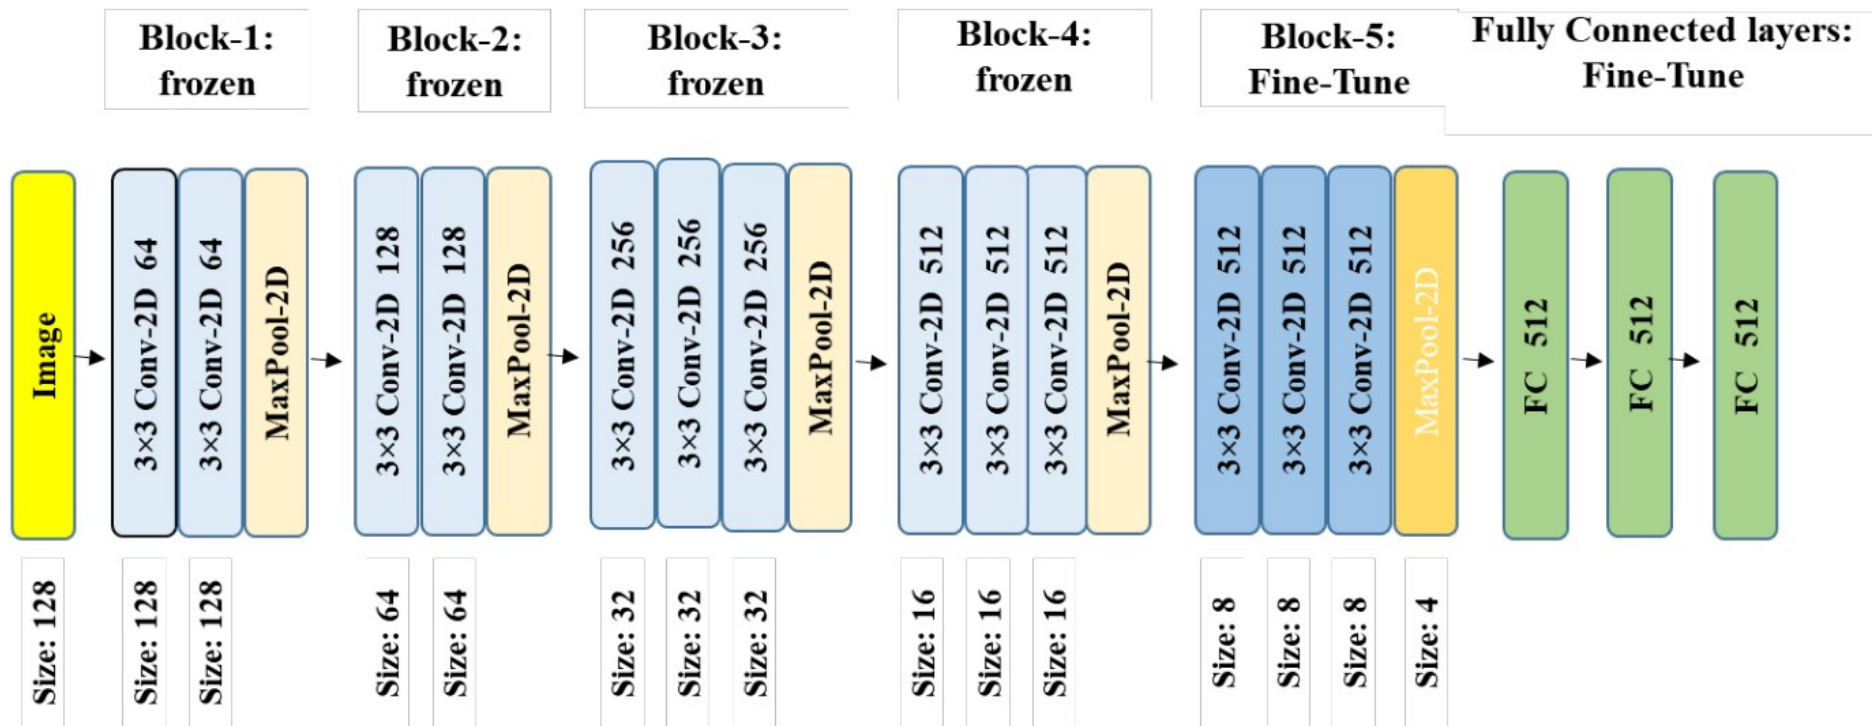 Block-1:
frozen
Block-2:
frozen
Block-3:
frozen
Block-4:
frozen
Block-5:
Fine-Tune
Fully Connected layers:
Fine-Tune
Image
3×3 Conv-2D 64
3×3 Conv-2D 64
MaxPool-2D
3×3 Conv-2D 128
3×3 Conv-2D 128
MaxPool-2D
3×3 Conv-2D 256
3×3 Conv-2D 256
3×3 Conv-2D 256
MaxPool-2D
3×3 Conv-2D 512
3×3 Conv-2D 512
3×3 Conv-2D 512
MaxPool-2D
3×3 Conv-2D 512
3×3 Conv-2D 512
3×3 Conv-2D 512
MaxPool-2D
FC 512
FC 512
FC 512
Size: 128
Size: 128
Size: 128
Size: 64
Size: 64
Size: 32
Size: 32
Size: 32
Size: 16
Size: 16
Size: 16
Size: 8
Size: 8
Size: 8
Size: 4